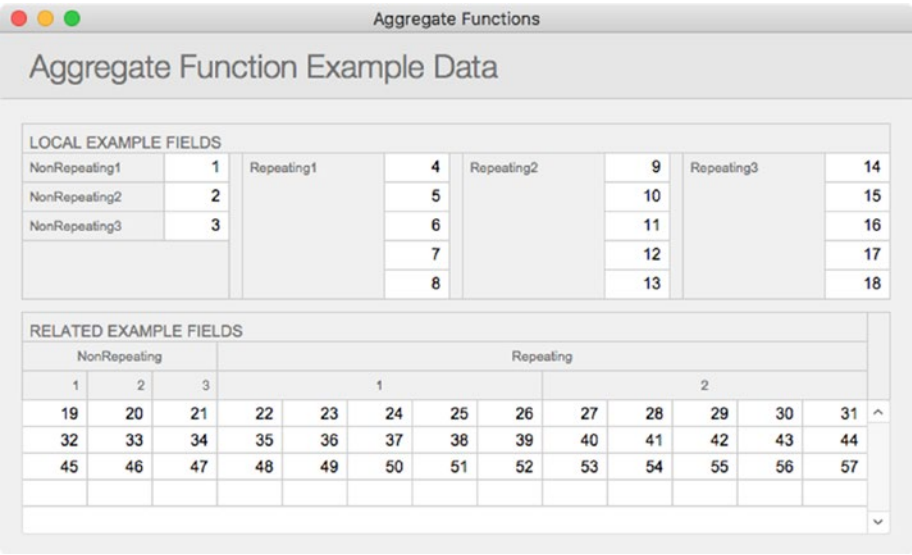 Aggregate Functions
Aggregate Function Example Data
LOCAL EXAMPLE FIELDS
NonRepeating1 1 Repeating1 4 Repeating2 9 Repeating3 14
NonRepeating2 2 5 10 15
NonRepeating3 3 6 11 16
7 12 17
8 13 18
RELATED EXAMPLE FIELDS
NonRepeating Repeating
1 2 3 1 2
19 20 21 22 23 24 25 26 27 28 29 30 31
32 33 34 35 36 37 38 39 40 41 42 43 44
45 46 47 48 49 50 51 52 53 54 55 56 57